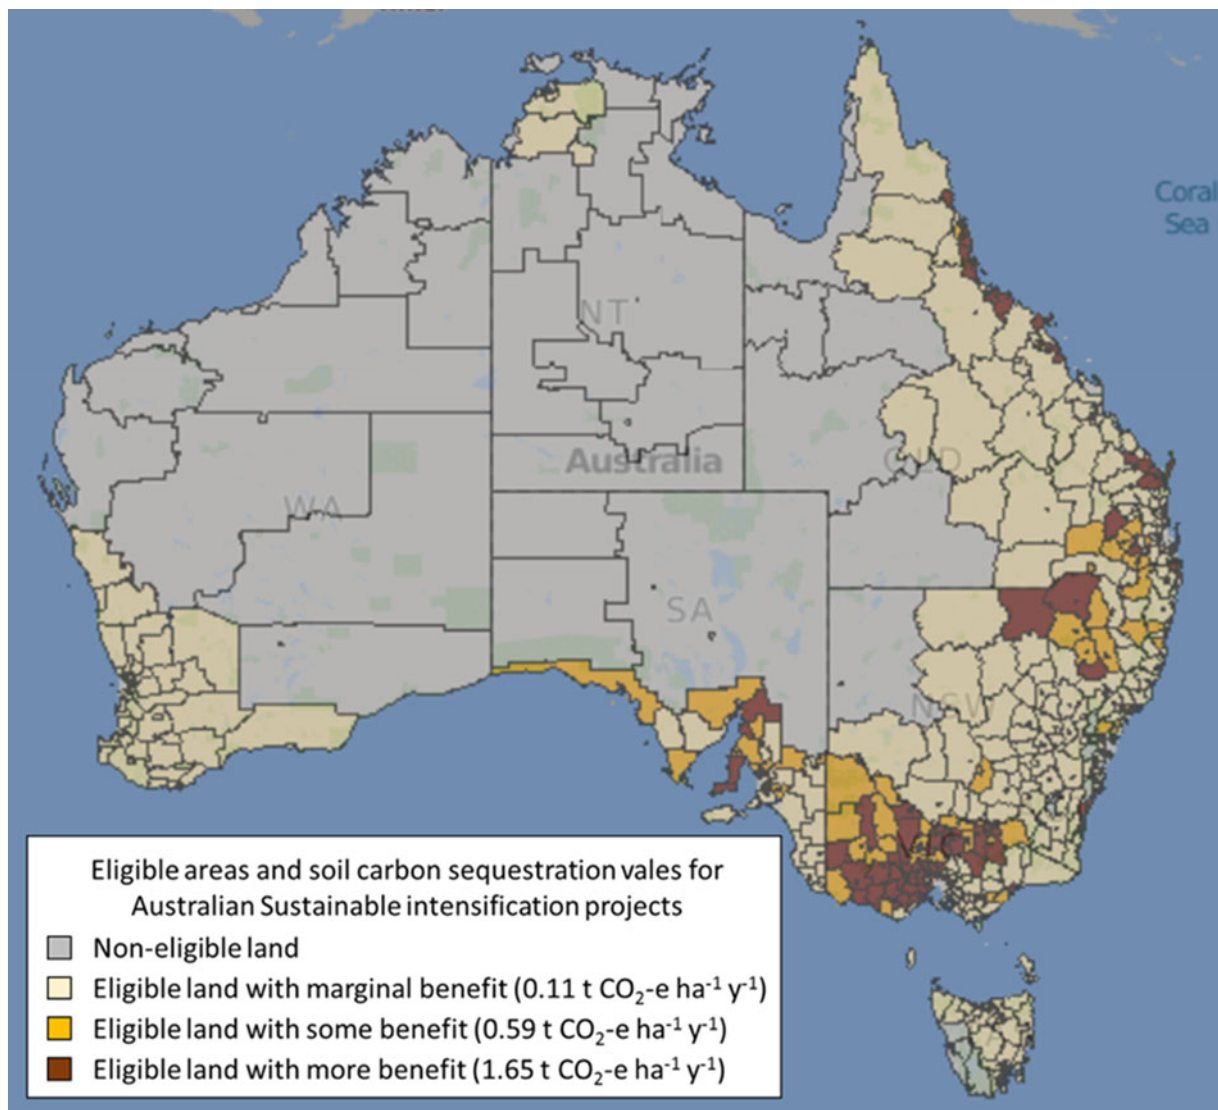 Coral
Sea
NT
Australia
QLD
WA
SA
NSW
VIC
Eligible areas and soil carbon sequestration vales for
Australian Sustainable intensification projects
Non-eligible land
Eligible land with marginal benefit (0.11 t CO₂-e ha⁻¹ y⁻¹)
Eligible land with some benefit (0.59 t CO₂-e ha⁻¹ y⁻¹)
Eligible land with more benefit (1.65 t CO₂-e ha⁻¹ y⁻¹)